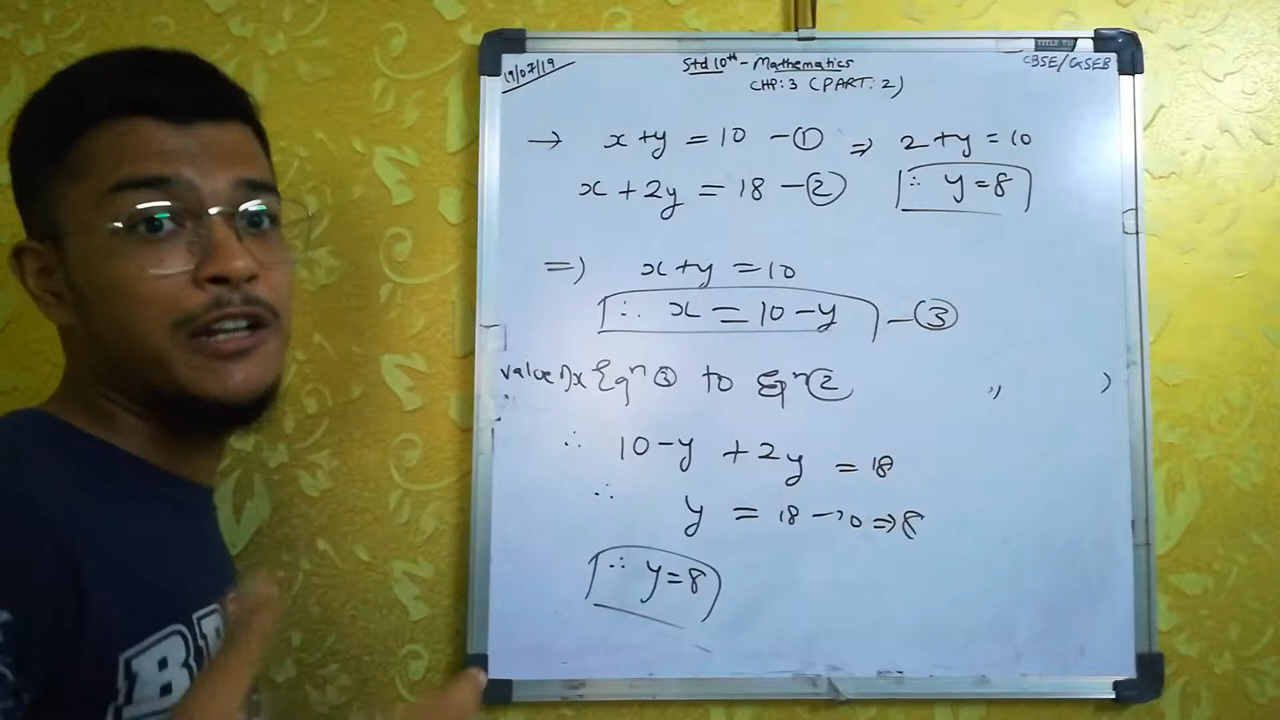 19/07/19
Std 10th - Mathematics
CHP: 3 (PART: 2)
CBSE/GSEB
→ x + y = 10 - ① ⇒ 2 + y = 10
x + 2y = 18 - ② ∴ y = 8
⇒) x + y = 10
∴ x = 10 - y - ③
value x Eqn ③ to Eqn ②
∴ 10 - y + 2y = 18
∴ y = 18 - 10 ⇒ 8
∴ y = 8